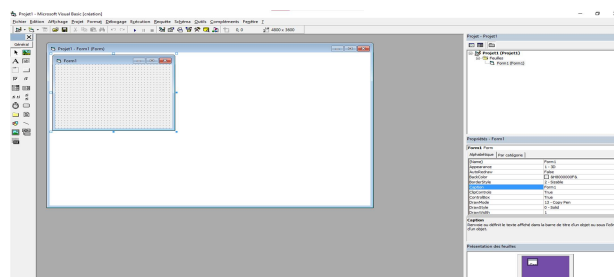 Projet1 - Microsoft Visual Basic [création]
Fichier Edition Affichage Projet Format Débogage Exécution Requête Schéma Outils Compléments Fenêtre ?
0, 0
4800 x 3600
Général
Projet1 - Form1 (Form)
Form1
Projet - Projet1
Projet1 (Projet1)
Feuilles
Form1 (Form1)
Propriétés - Form1
Form1 Form
Alphabétique Par catégorie
(Name) Form1
Appearance 1 - 3D
AutoRedraw False
BackColor &H8000000F&
BorderStyle 2 - Sizable
Caption Form1
ClipControls True
ControlBox True
DrawMode 13 - Copy Pen
DrawStyle 0 - Solid
DrawWidth 1
Caption
Renvoie ou définit le texte affiché dans la barre de titre d'un objet ou sous l'icône
d'un objet.
Présentation des feuilles